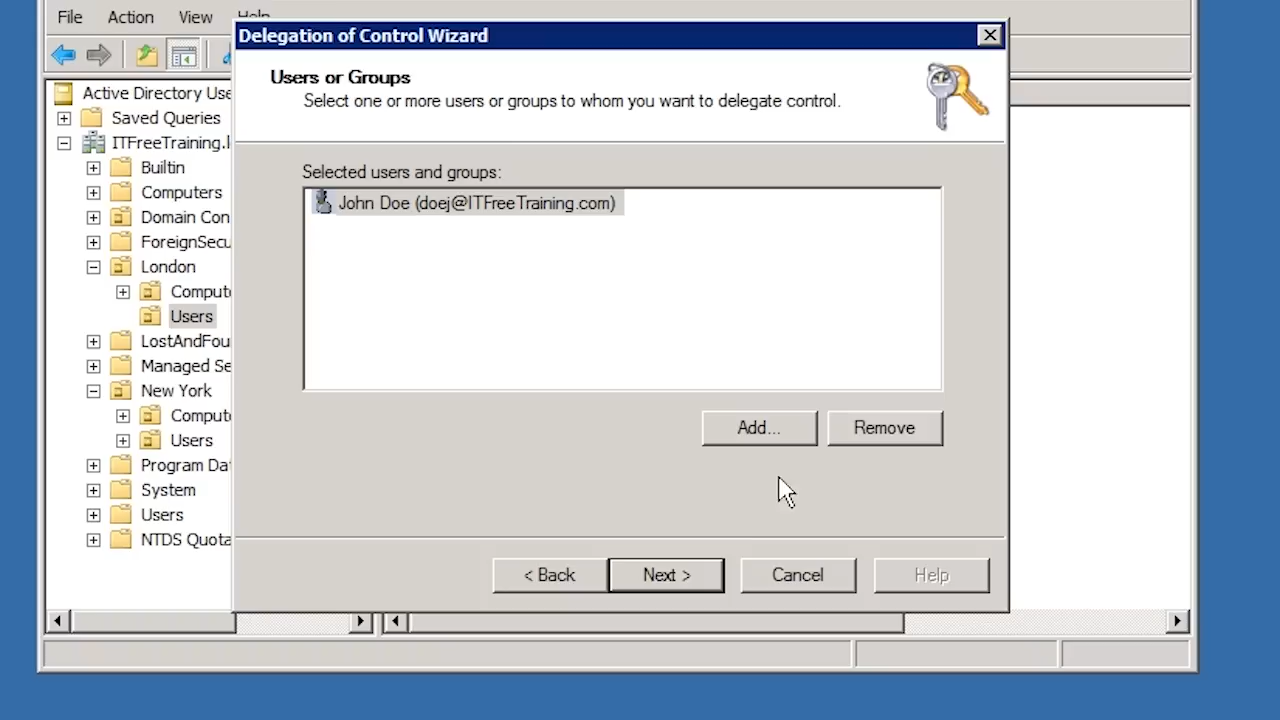 File Action View Help
Delegation of Control Wizard
Users or Groups
Select one or more users or groups to whom you want to delegate control.
Active Directory Use
Saved Queries
ITFreeTraining.l
Builtin
Computers
Domain Con
ForeignSecu
London
Comput
Users
LostAndFou
Managed Se
New York
Comput
Users
Program Dat
System
Users
NTDS Quota
Selected users and groups:
John Doe (doej@ITFreeTraining.com)
Add... Remove
< Back Next > Cancel Help